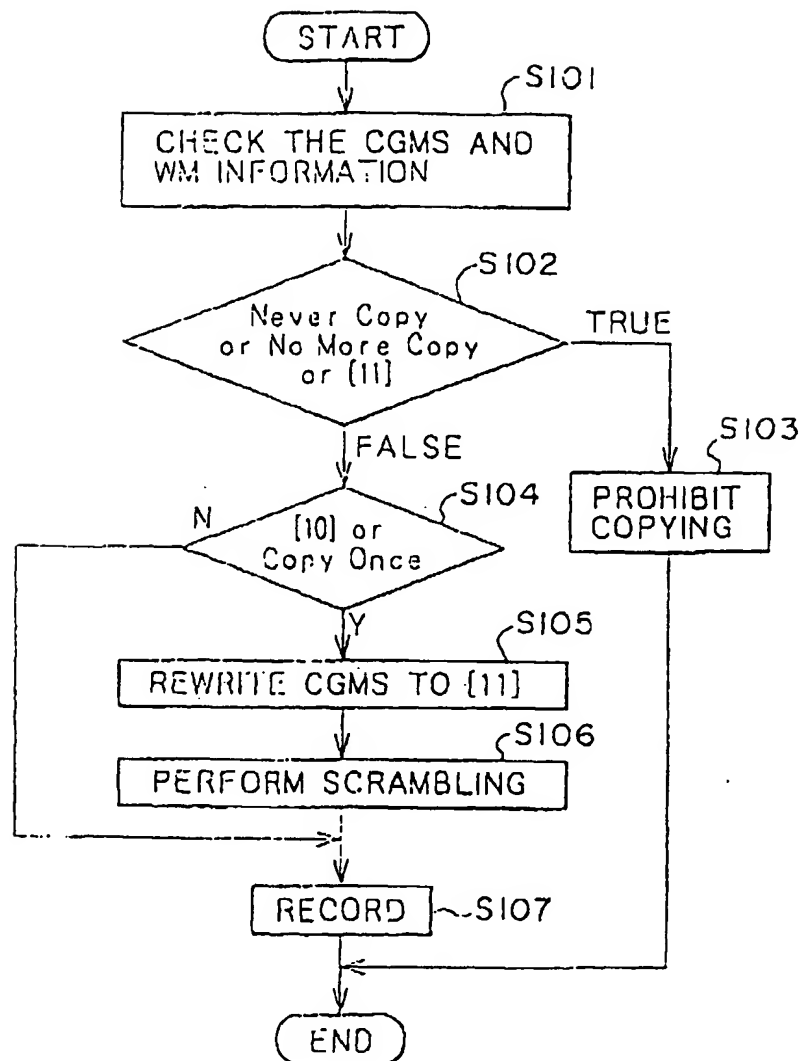 START
S101
CHECK THE CGMS AND
WM INFORMATION
S102
Never Copy
or No More Copy
or [11]
TRUE
FALSE
S103
PROHIBIT
COPYING
S104
N
[10] or
Copy Once
Y
S105
REWRITE CGMS TO [11]
S106
PERFORM SCRAMBLING
RECORD
S107
END